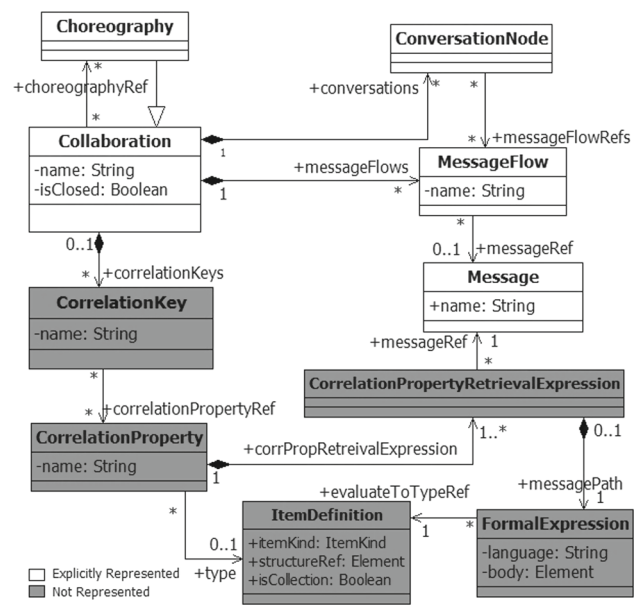 Choreography
ConversationNode
+choreographyRef
*
*
+conversations
*
*
Collaboration
1
-name: String
-isClosed: Boolean
+messageFlows
1
*
*
+messageFlowRefs
MessageFlow
-name: String
0..1
*
+correlationKeys
*
0..1
+messageRef
CorrelationKey
-name: String
Message
+name: String
+messageRef
1
*
*
*
+correlationPropertyRef
CorrelationPropertyRetrievalExpression
CorrelationProperty
-name: String
1
+corrPropRetreivalExpression
1..*
0..1
+messagePath
1
*
0..1
+type
+evaluateToTypeRef
1
*
ItemDefinition
+itemKind: ItemKind
+structureRef: Element
+isCollection: Boolean
FormalExpression
-language: String
-body: Element
Explicitly Represented
Not Represented